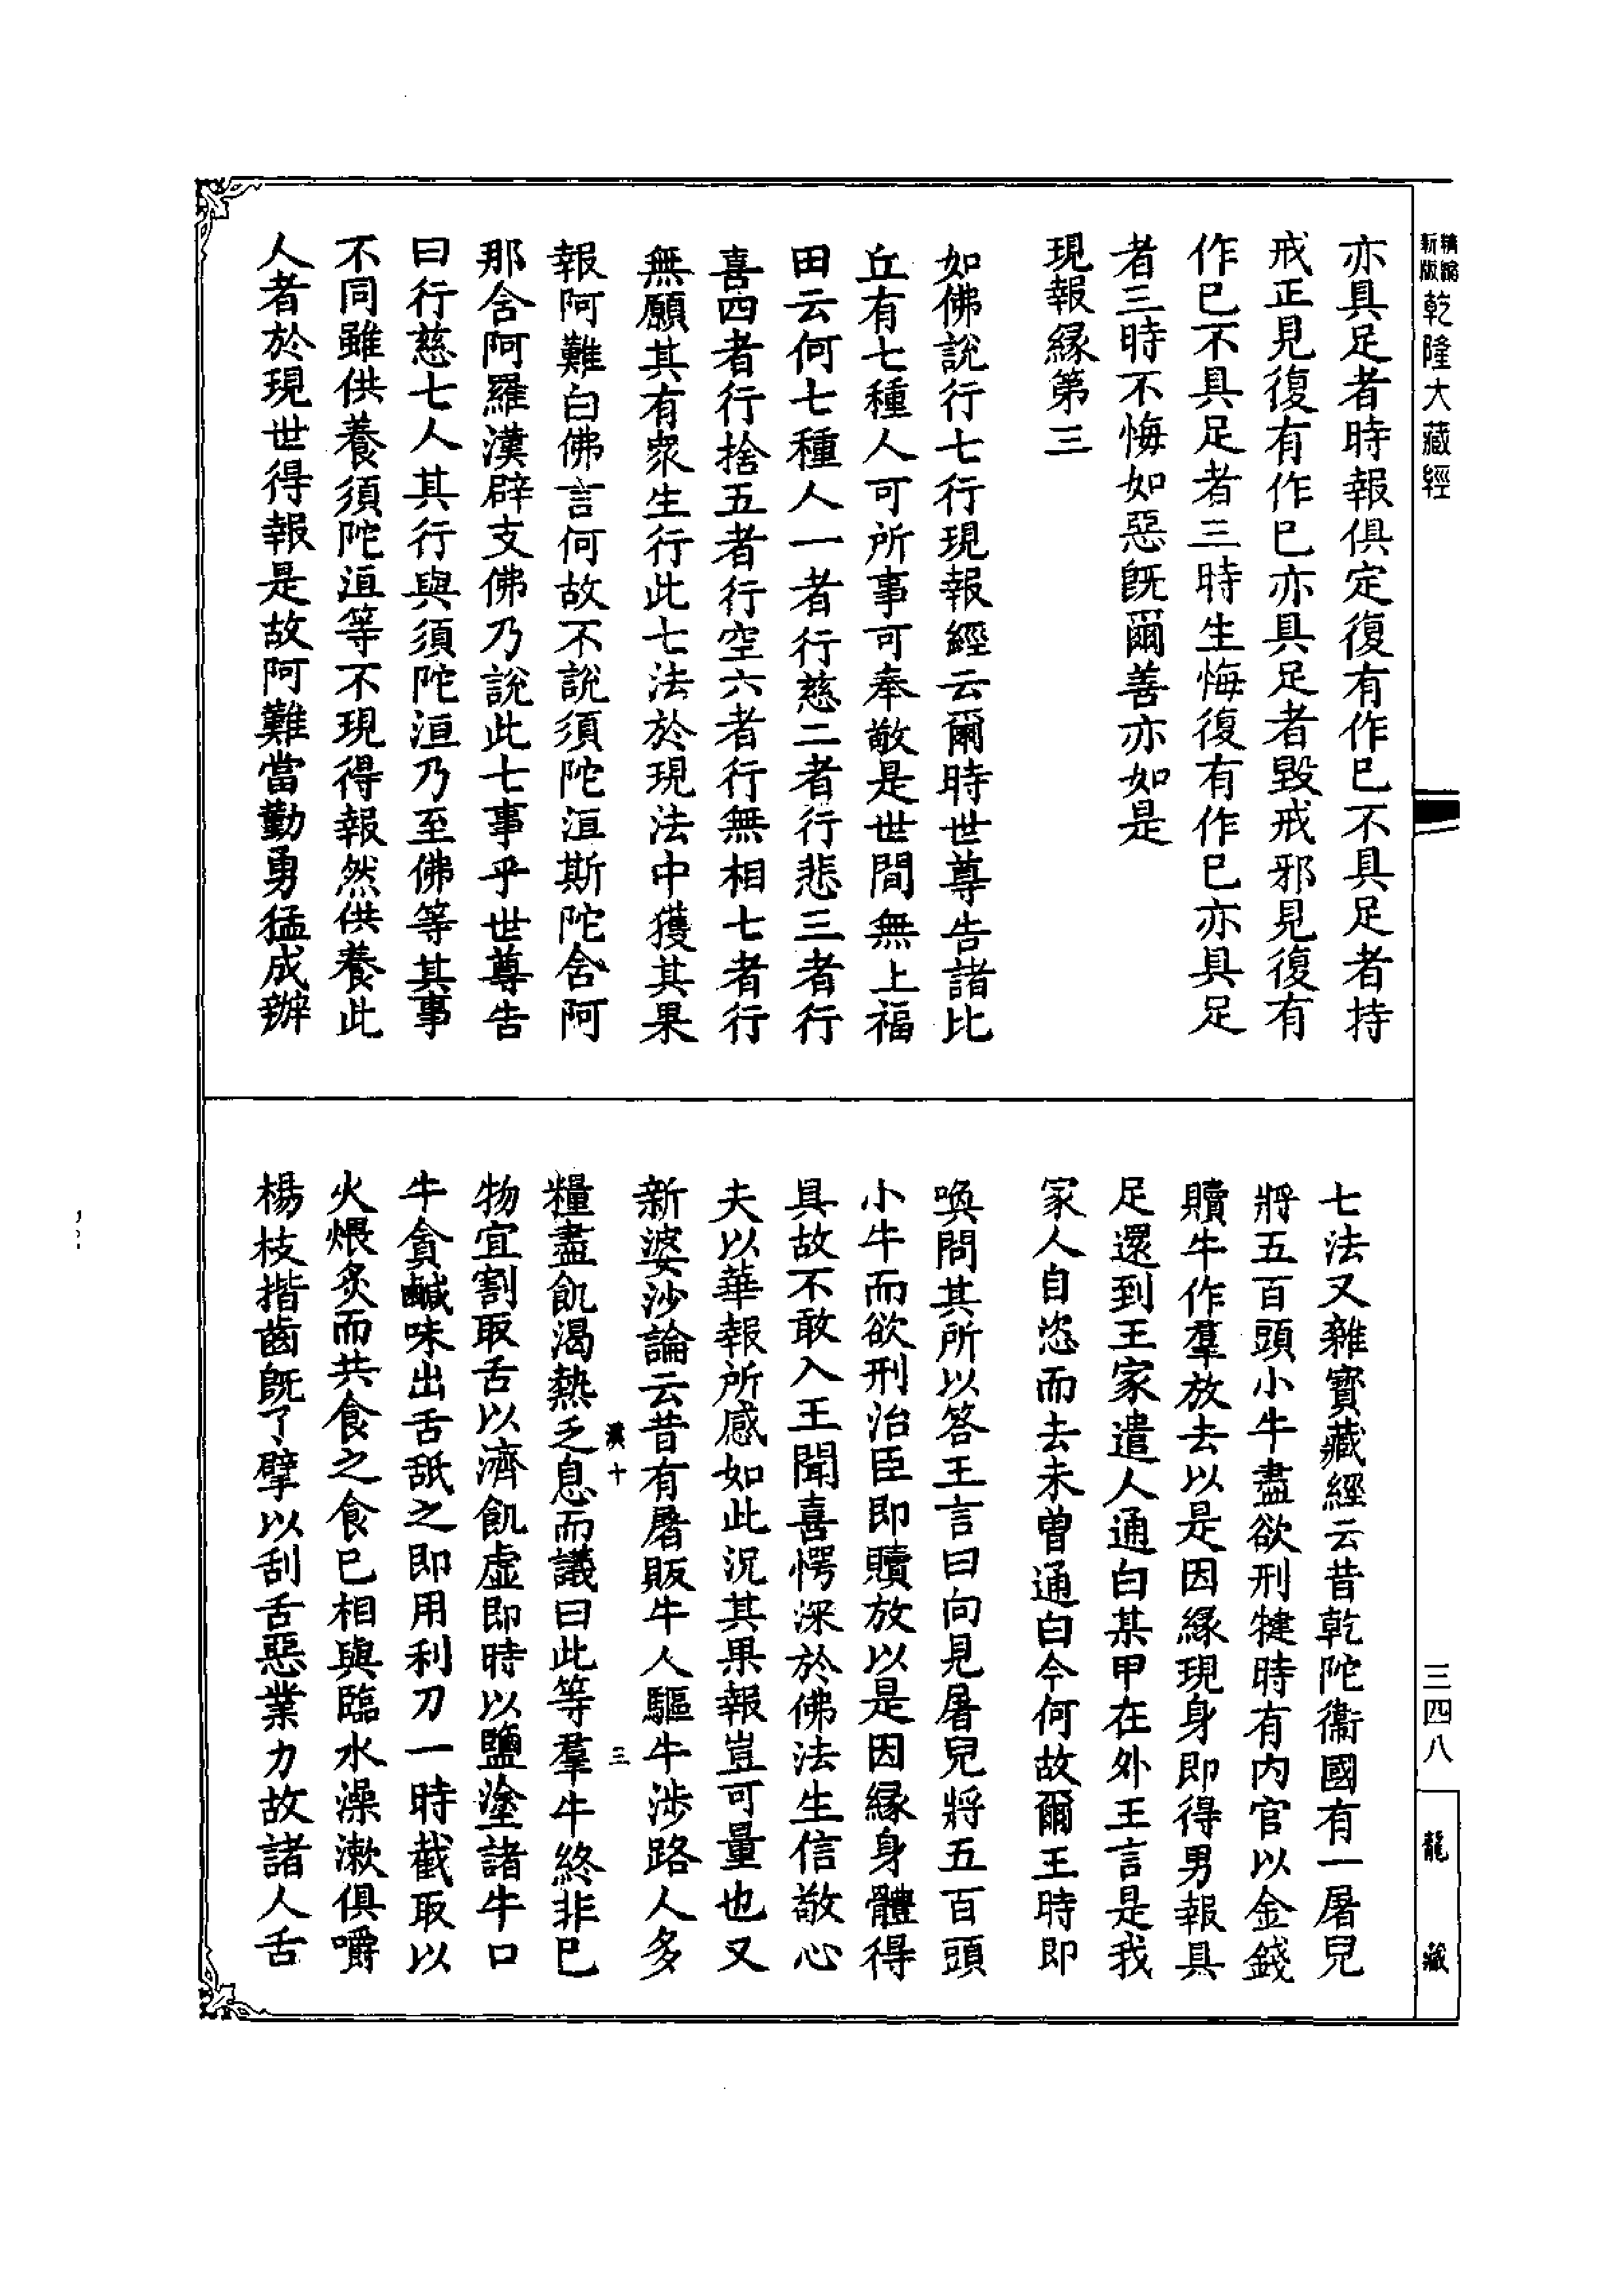 精縮
新版
乾隆大藏經
亦具足者時報俱定復有作已不具足者持
戒正見復有作已亦具足者毀戒邪見復有
作已不具足者三時生悔復有作已亦具足
者三時不悔如惡既爾善亦如是
現報緣第三
如佛說行七行現報經云爾時世尊告諸比
丘有七種人可所事可奉敬是世間無上福
田云何七種人一者行慈二者行悲三者行
喜四者行捨五者行空六者行無相七者行
無願其有衆生行此七法於現法中獲其果
報阿難白佛言何故不說須陀洹斯陀含阿
那含阿羅漢辟支佛乃說此七事乎世尊告
曰行慈七人其行與須陀洹乃至佛等其事
不同雖供養須陀洹等不現得報然供養此
人者於現世得報是故阿難當勤勇猛成辦
七法又雜寶藏經云昔乾陀衞國有一屠兒
將五百頭小牛盡欲刑犍時有內官以金錢
贖牛作羣放去以是因緣現身即得男報具
足還到王家遣人通白某甲在外王言是我
家人自恣而去未曾通白今何故爾王時即
喚問其所以答王言曰向見屠兒將五百頭
小牛而欲刑治臣即贖放以是因緣身體得
具故不敢入王聞喜愕深於佛法生信敬心
夫以華報所感如此況其果報豈可量也又
新婆沙論云昔有屠販牛人驅牛涉路人多
漢十
三
糧盡飢渴熱乏息而議曰此等羣牛終非已
物宜割取舌以濟飢虛即時以鹽塗諸牛口
牛貪鹹味出舌舐之即用利刀一時截取以
火煨炙而共食之食已相與臨水澡漱俱嚼
楊枝揩齒既了擘以刮舌惡業力故諸人舌
三四八
龍藏